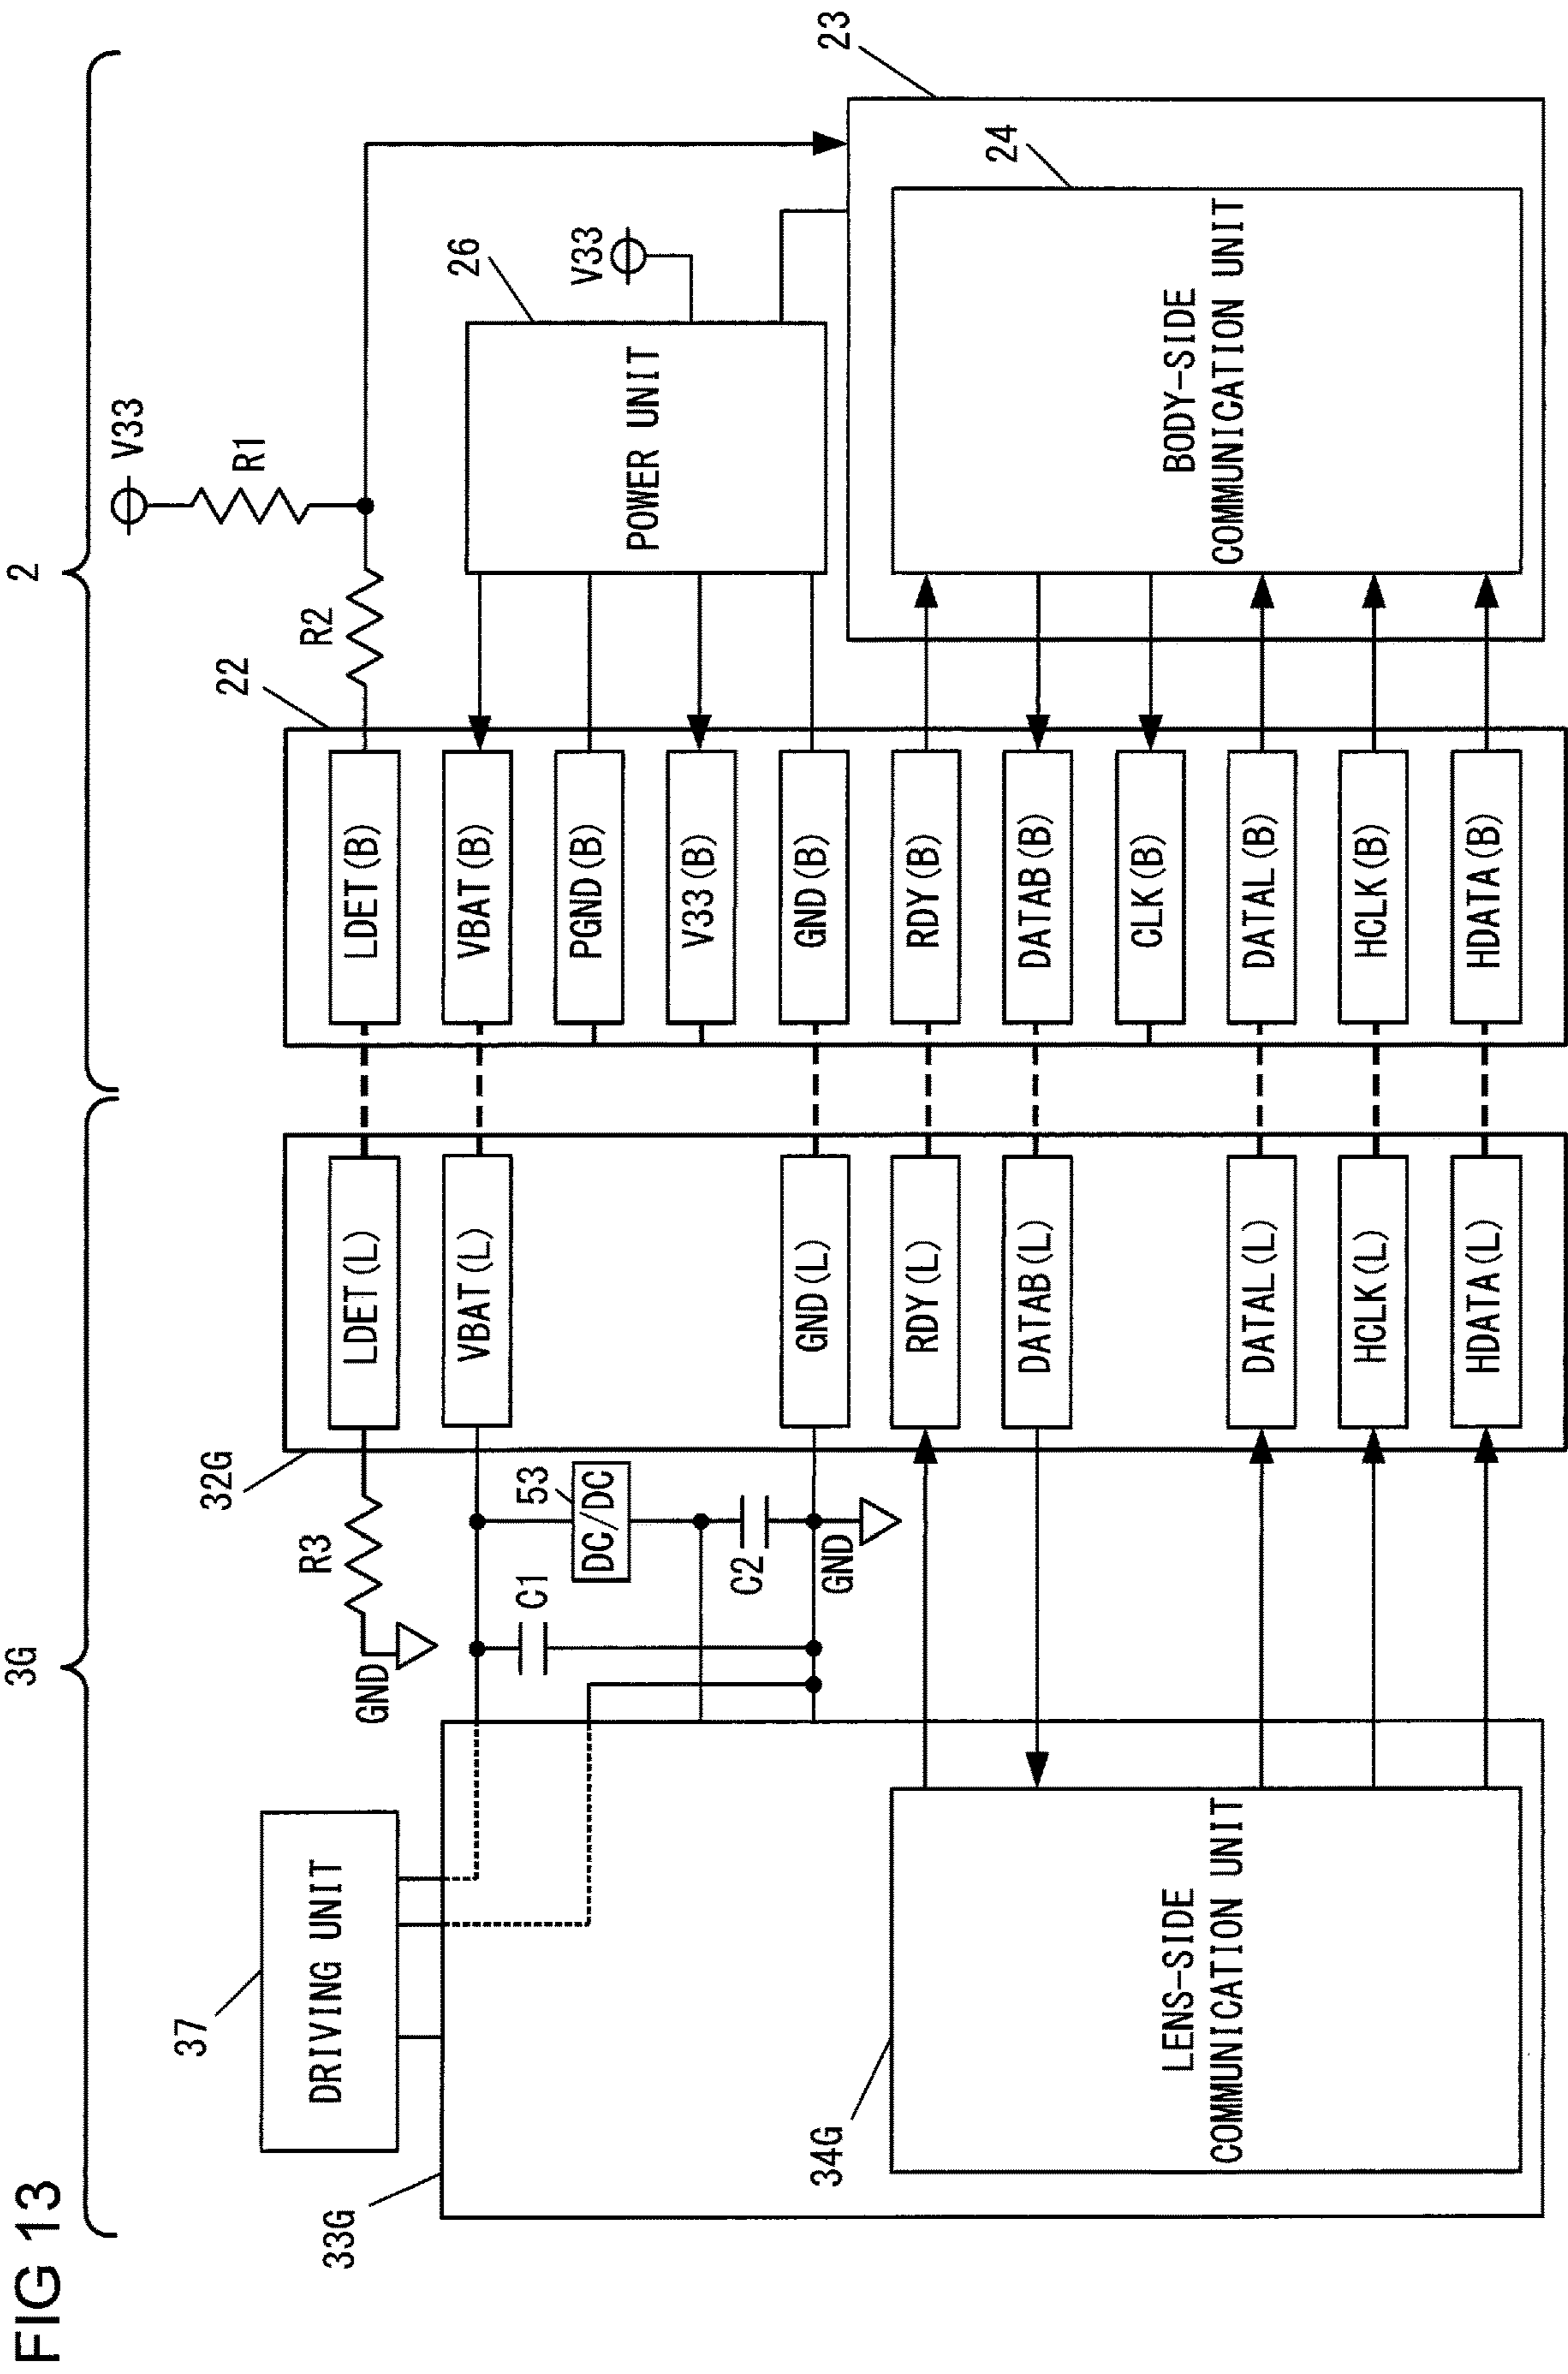 FIG 13
3G
2
37
DRIVING UNIT
33G
34G
LENS-SIDE
COMMUNICATION UNIT
GND
R3
32G
C1
53
DC/DC
C2
GND
LDET(L)
VBAT(L)
GND(L)
RDY(L)
DATAB(L)
DATAL(L)
HCLK(L)
HDATA(L)
22
LDET(B)
VBAT(B)
PGND(B)
V33(B)
GND(B)
RDY(B)
DATAB(B)
CLK(B)
DATAL(B)
HCLK(B)
HDATA(B)
R2
V33
R1
26
POWER UNIT
V33
23
24
BODY-SIDE
COMMUNICATION UNIT